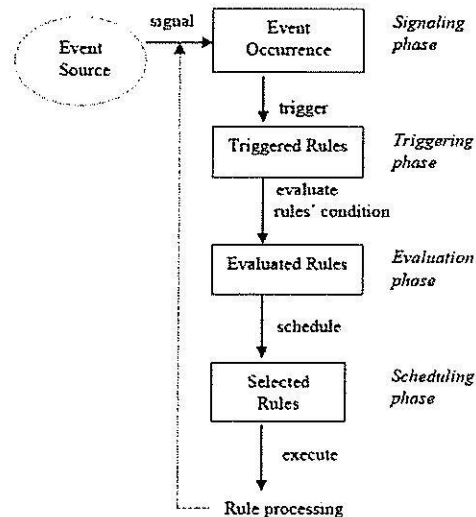 signal
Event
Source
Event
Occurrence
Signaling
phase
trigger
Triggered Rules
Triggering
phase
evaluate
rules´ condition
Evaluated Rules
Evaluation
phase
schedule
Selected
Rules
Scheduling
phase
execute
Rule processing